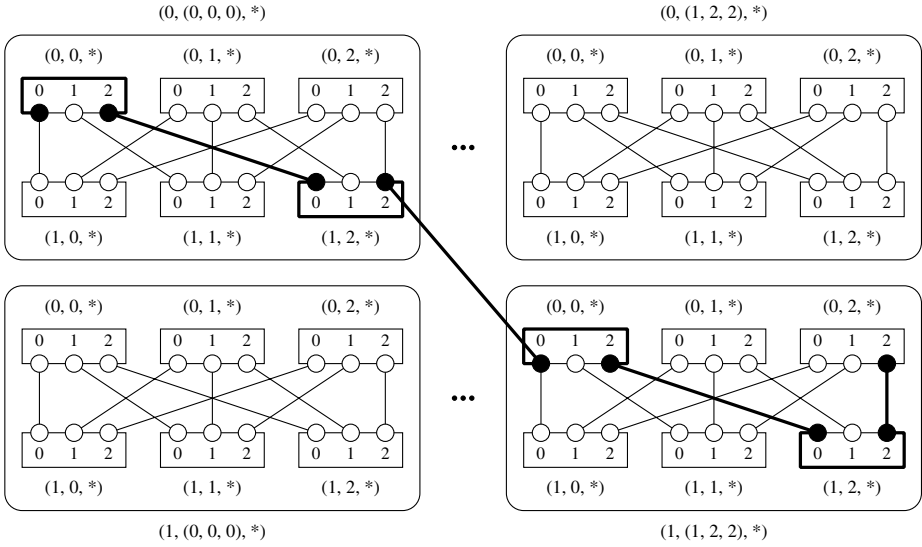 (0, (0, 0, 0), *) (0, (1, 2, 2), *)
(0, 0, *) (0, 1, *) (0, 2, *) (0, 0, *) (0, 1, *) (0, 2, *)
0 1 2 0 1 2 0 1 2 0 1 2 0 1 2 0 1 2
...
0 1 2 0 1 2 0 1 2 0 1 2 0 1 2 0 1 2
(1, 0, *) (1, 1, *) (1, 2, *) (1, 0, *) (1, 1, *) (1, 2, *)
(0, 0, *) (0, 1, *) (0, 2, *) (0, 0, *) (0, 1, *) (0, 2, *)
0 1 2 0 1 2 0 1 2 0 1 2 0 1 2 0 1 2
...
0 1 2 0 1 2 0 1 2 0 1 2 0 1 2 0 1 2
(1, 0, *) (1, 1, *) (1, 2, *) (1, 0, *) (1, 1, *) (1, 2, *)
(1, (0, 0, 0), *) (1, (1, 2, 2), *)